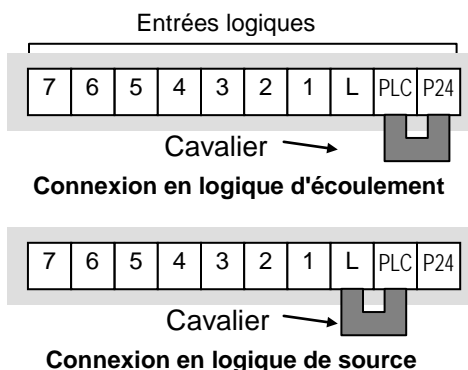 Entrées logiques
7 6 5 4 3 2 1 L PLC P24
Cavalier
Connexion en logique d'écoulement
7 6 5 4 3 2 1 L PLC P24
Cavalier
Connexion en logique de source